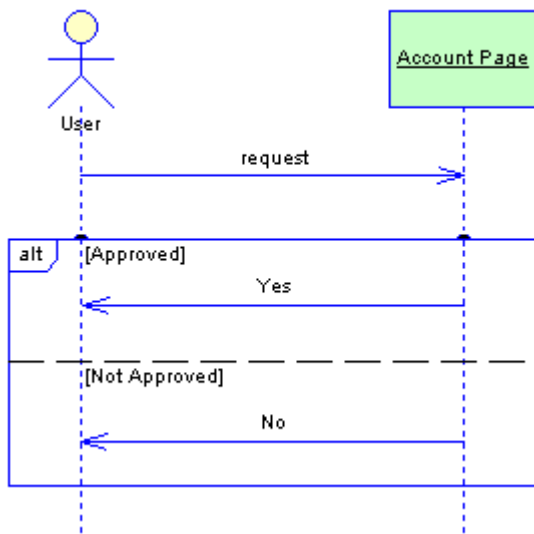 Account Page
User
request
alt
[Approved]
Yes
[Not Approved]
No